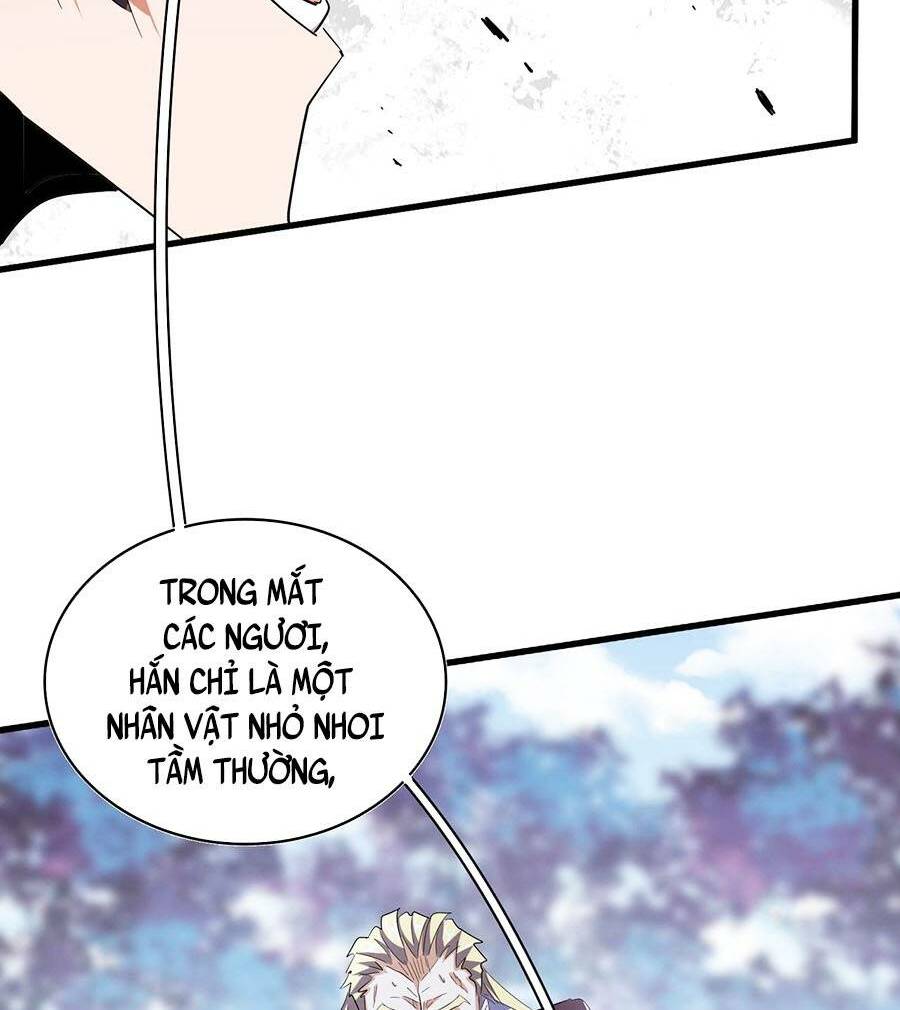 TRONG MẮT
CÁC NGƯƠI,
HẮN CHỈ LÀ MỘT
NHÂN VẬT NHỎ NHOI
TẦM THƯỜNG,